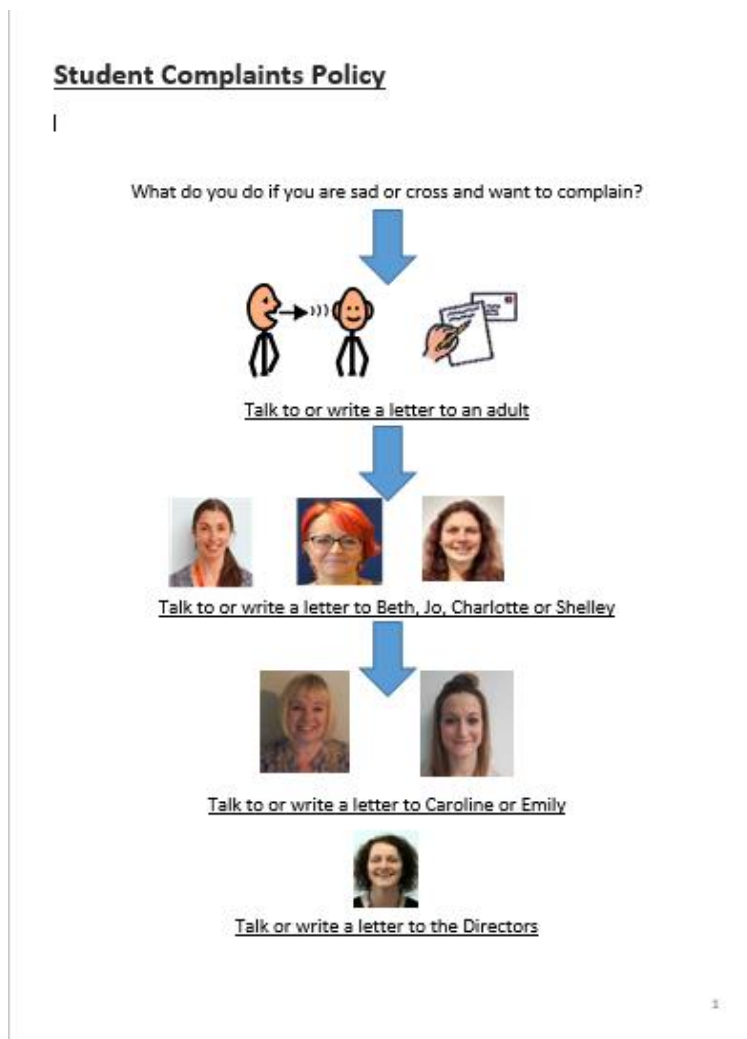 Student Complaints Policy
What do you do if you are sad or cross and want to complain?
Talk to or write a letter to an adult
Talk to or write a letter to Beth, Jo, Charlotte or Shelley
Talk to or write a letter to Caroline or Emily
Talk or write a letter to the Directors
1